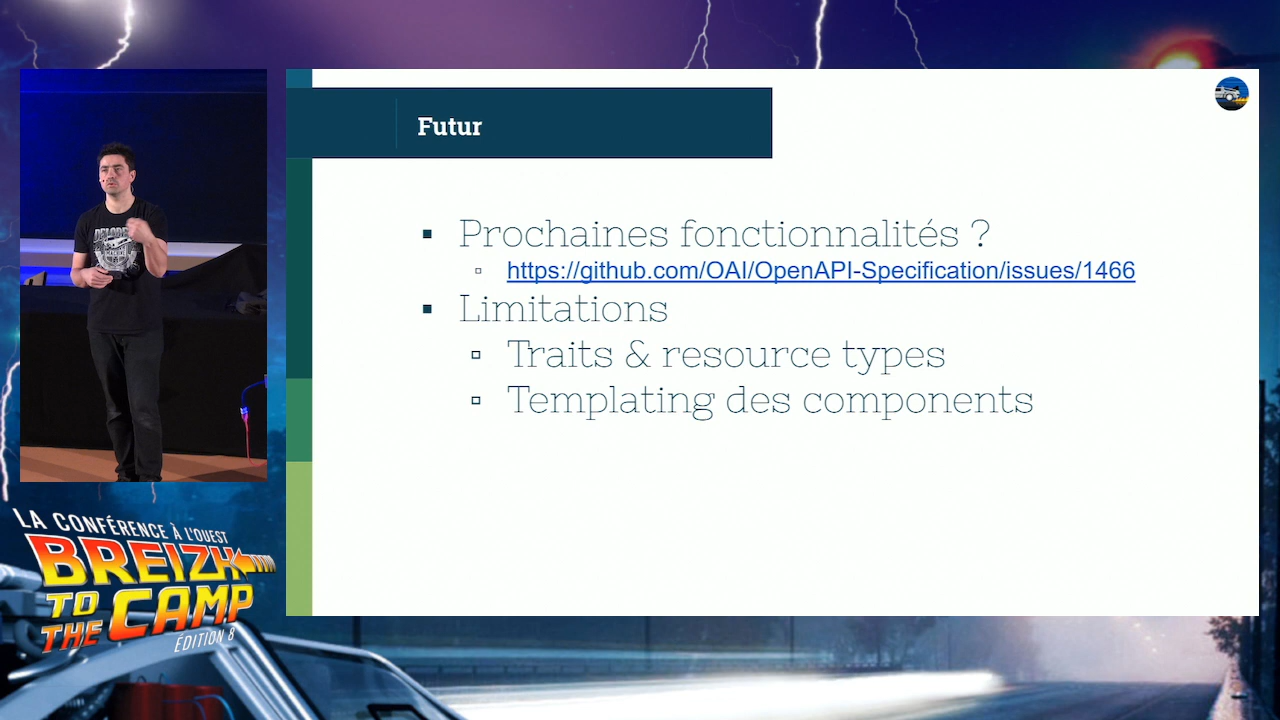 Futur
Prochaines fonctionnalités ?
https://github.com/OAI/OpenAPI-Specification/issues/1466
Limitations
Traits & resource types
Templating des components
LA CONFÉRENCE À L'OUEST
BREIZH
TO
THE CAMP
ÉDITION 8